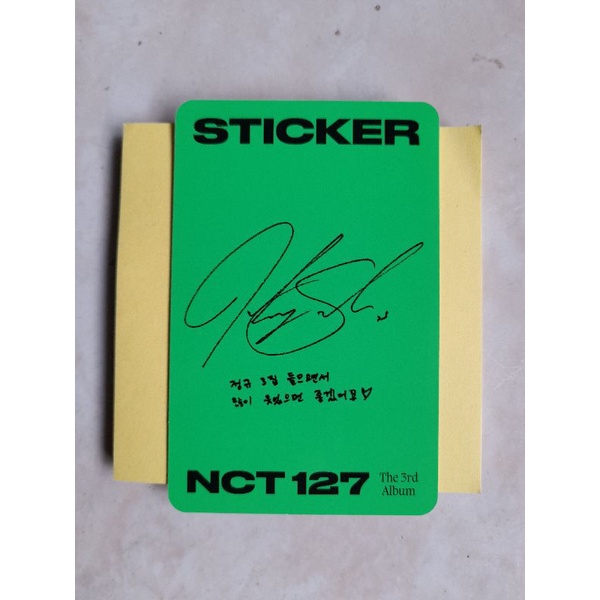 STICKER
정규 3집 들으면서
많이 웃었으면 좋겠어요♡
NCT 127
The 3rd
Album